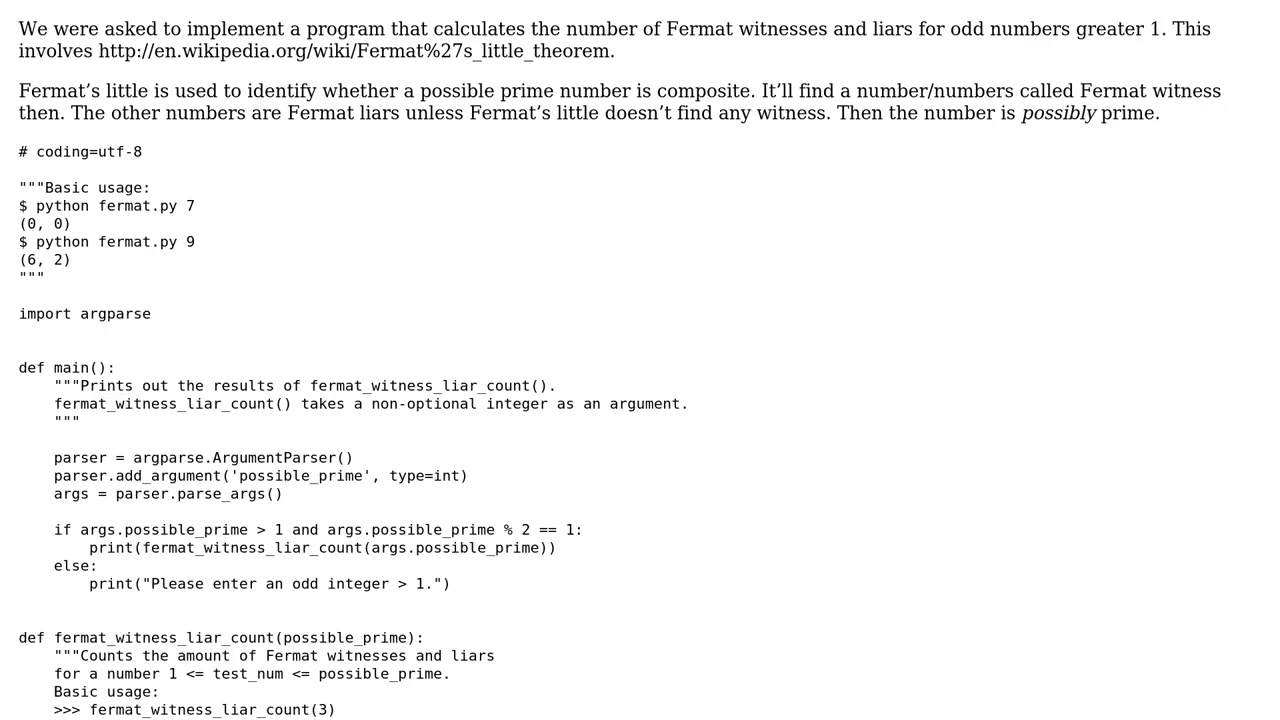 We were asked to implement a program that calculates the number of Fermat witnesses and liars for odd numbers greater 1. This
involves http://en.wikipedia.org/wiki/Fermat%27s_little_theorem.
Fermat’s little is used to identify whether a possible prime number is composite. It’ll find a number/numbers called Fermat witness
then. The other numbers are Fermat liars unless Fermat’s little doesn’t find any witness. Then the number is possibly prime.
# coding=utf-8
"""Basic usage:
$ python fermat.py 7
(0, 0)
$ python fermat.py 9
(6, 2)
"""
import argparse
def main():
    """Prints out the results of fermat_witness_liar_count().
    fermat_witness_liar_count() takes a non-optional integer as an argument.
    """
    parser = argparse.ArgumentParser()
    parser.add_argument('possible_prime', type=int)
    args = parser.parse_args()
    if args.possible_prime > 1 and args.possible_prime % 2 == 1:
        print(fermat_witness_liar_count(args.possible_prime))
    else:
        print("Please enter an odd integer > 1.")
def fermat_witness_liar_count(possible_prime):
    """Counts the amount of Fermat witnesses and liars
    for a number 1 <= test_num <= possible_prime.
    Basic usage:
    >>> fermat_witness_liar_count(3)